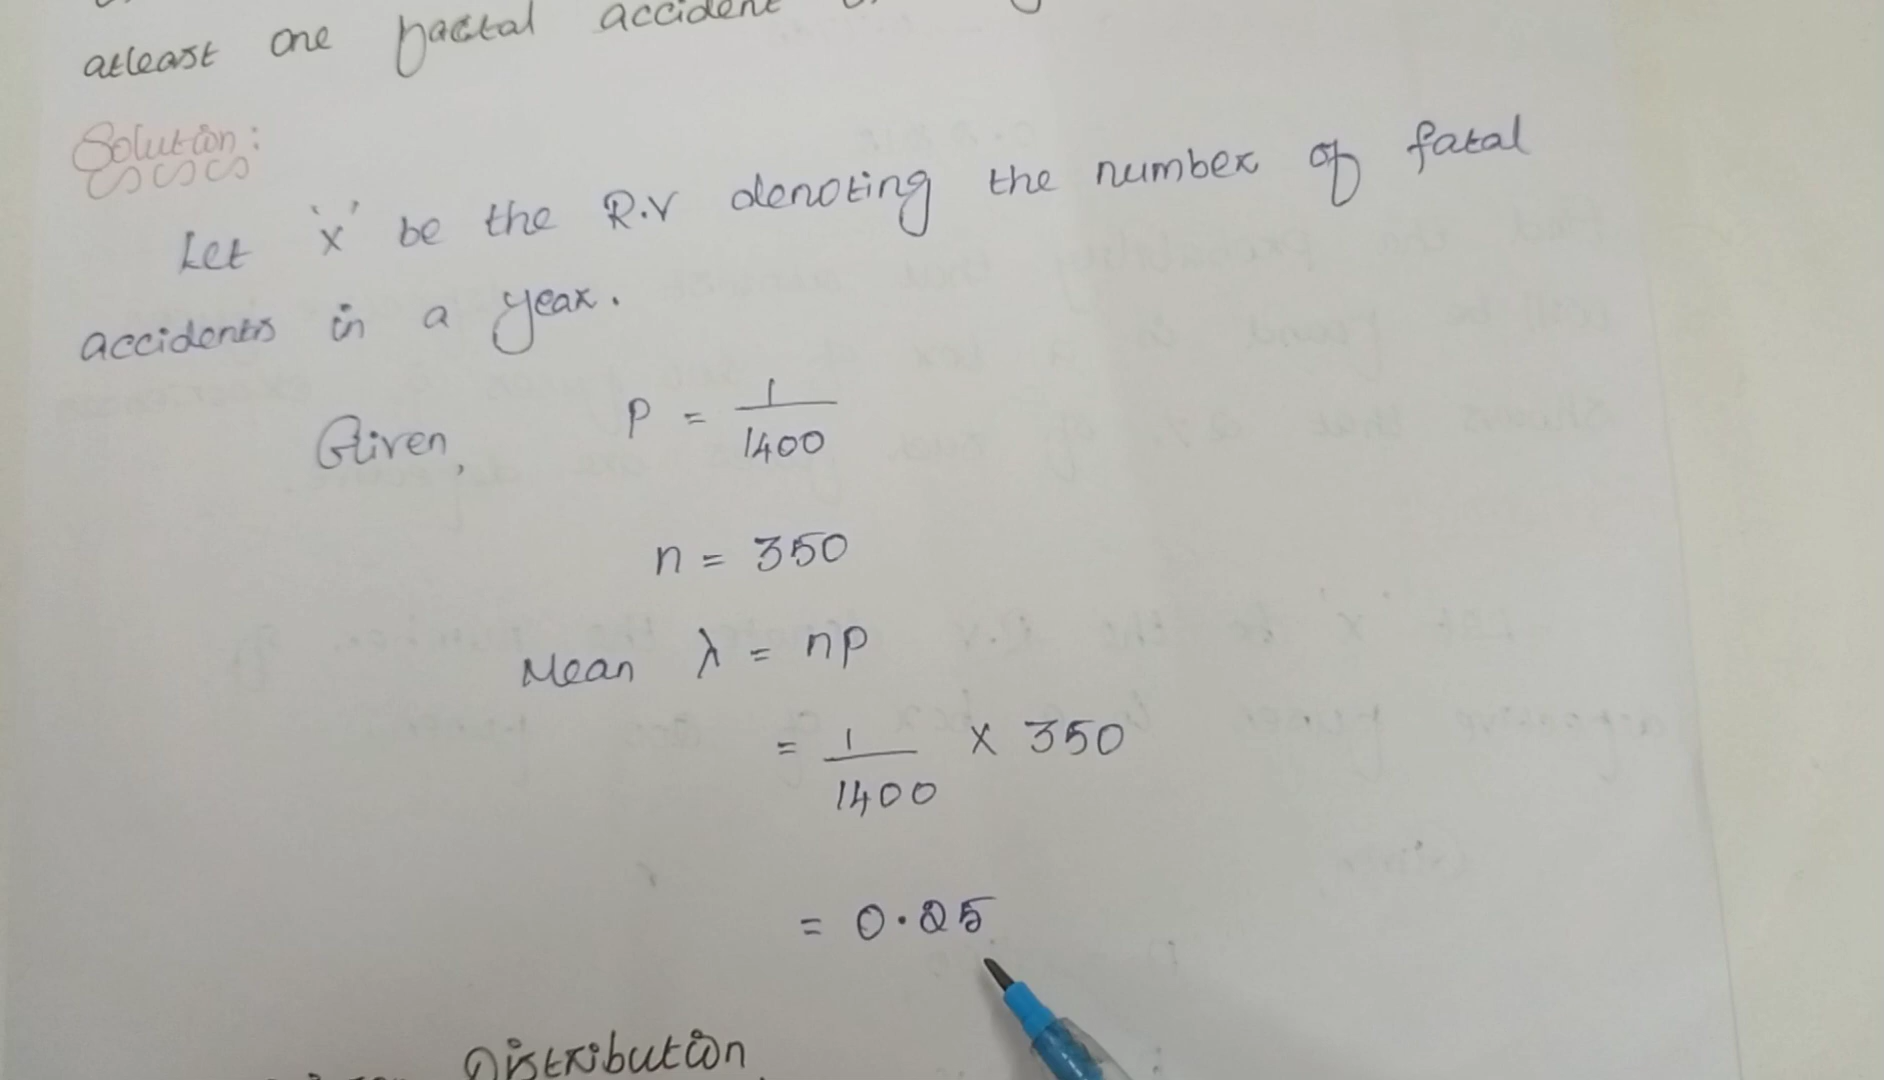 atleast one factal accident
Solution:
Let 'x' be the R.V denoting the number of fatal
accidents in a year.
Given, P = 1/1400
n = 350
Mean λ = np
= 1/1400 × 350
= 0.25
Distribution